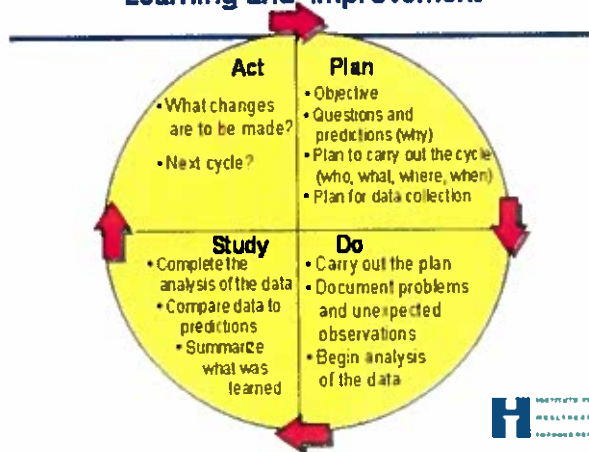 Learning and Improvement
Act
• What changes
are to be made?
• Next cycle?
Plan
• Objective
• Questions and
predictions (why)
• Plan to carry out the cycle
(who, what, where, when)
• Plan for data collection
Study
• Complete the
analysis of the data
• Compare data to
predictions
• Summarize
what was
learned
Do
• Carry out the plan
• Document problems
and unexpected
observations
• Begin analysis
of the data